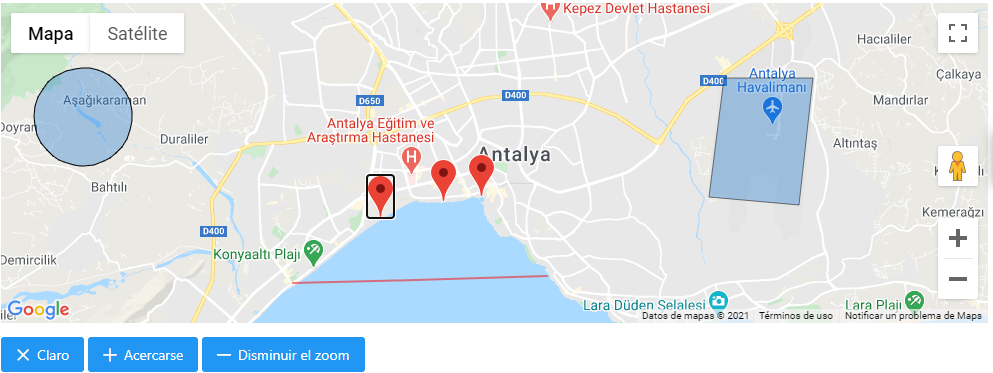 Kepez Devlet Hastanesi
Mapa
Satélite
Hacıaliler
Çalkaya
D400
Antalya
Havalimanı
Aşağıkaraman
D650
D400
Mandırlar
Doyran
Duraliler
Antalya Eğitim ve
Araştırma Hastanesi
Altıntaş
Antalya
Bahtılı
Kemerağzı
D400
Konyaaltı Plajı
Demircilik
Lara Düden Şelalesi
Lara Plajı
Google
Datos de mapas © 2021
Términos de uso
Notificar un problema de Maps
Claro
Acercarse
Disminuir el zoom